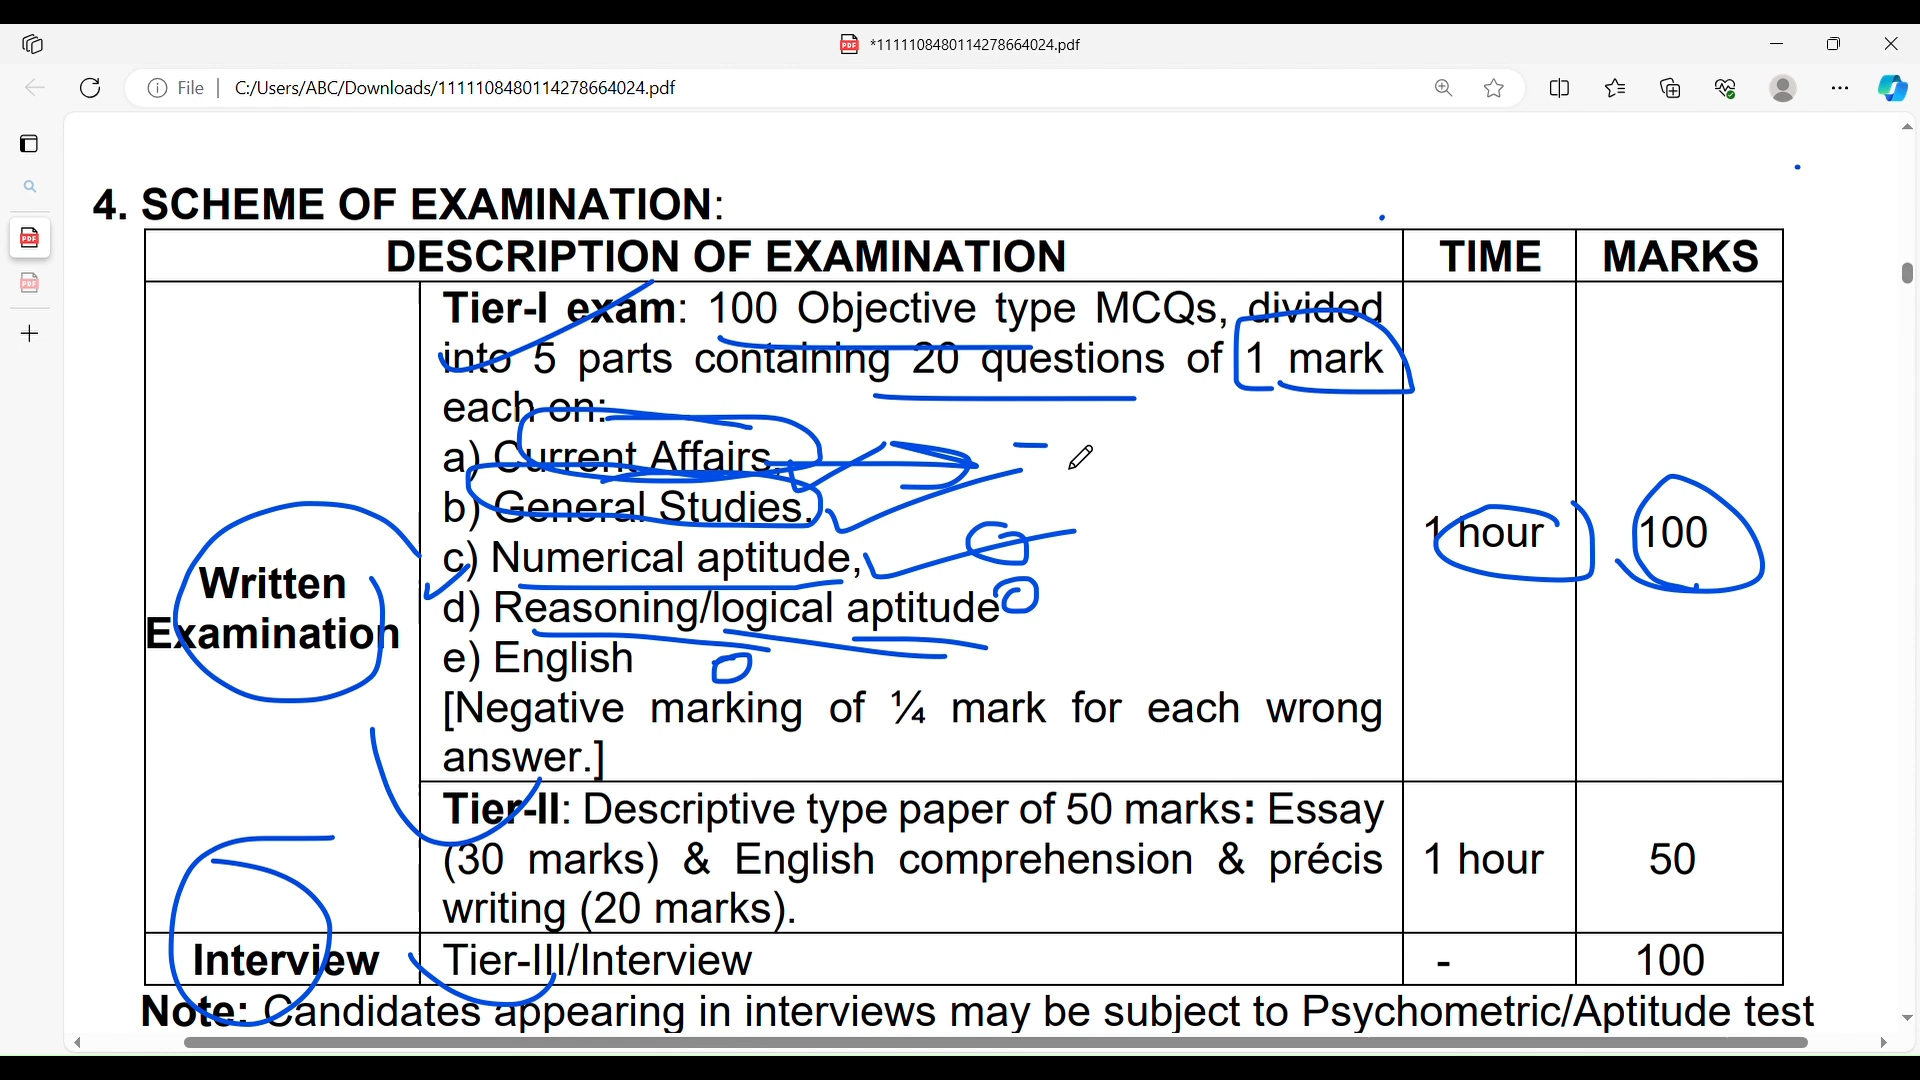 *1111108480114278664024.pdf
File | C:/Users/ABC/Downloads/1111108480114278664024.pdf
4. SCHEME OF EXAMINATION:
DESCRIPTION OF EXAMINATION TIME MARKS
Tier-I exam: 100 Objective type MCQs, divided
into 5 parts containing 20 questions of 1 mark
each on:
a) Current Affairs,
b) General Studies.
c) Numerical aptitude,
d) Reasoning/logical aptitude
e) English
[Negative marking of ¼ mark for each wrong
answer.]
1 hour 100
Written
Examination
Tier-II: Descriptive type paper of 50 marks: Essay
(30 marks) & English comprehension & précis
writing (20 marks).
1 hour 50
Interview Tier-III/Interview - 100
Note: Candidates appearing in interviews may be subject to Psychometric/Aptitude test